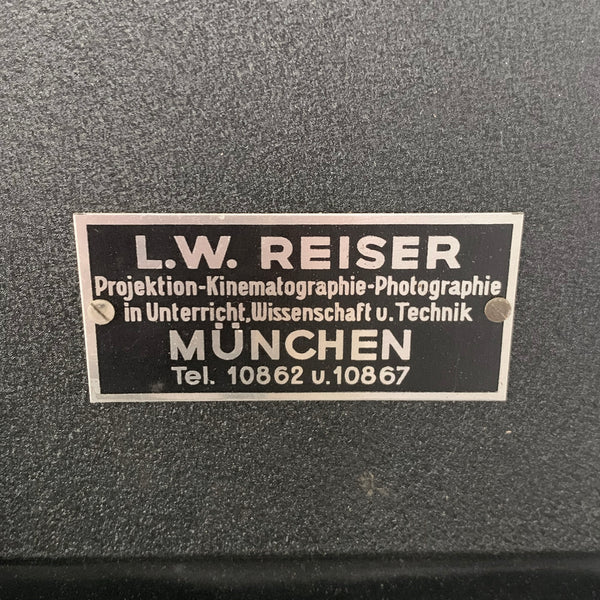 L.W. REISER
Projektion-Kinematographie-Photographie
in Unterricht, Wissenschaft u. Technik
MÜNCHEN
Tel. 10862 u. 10867